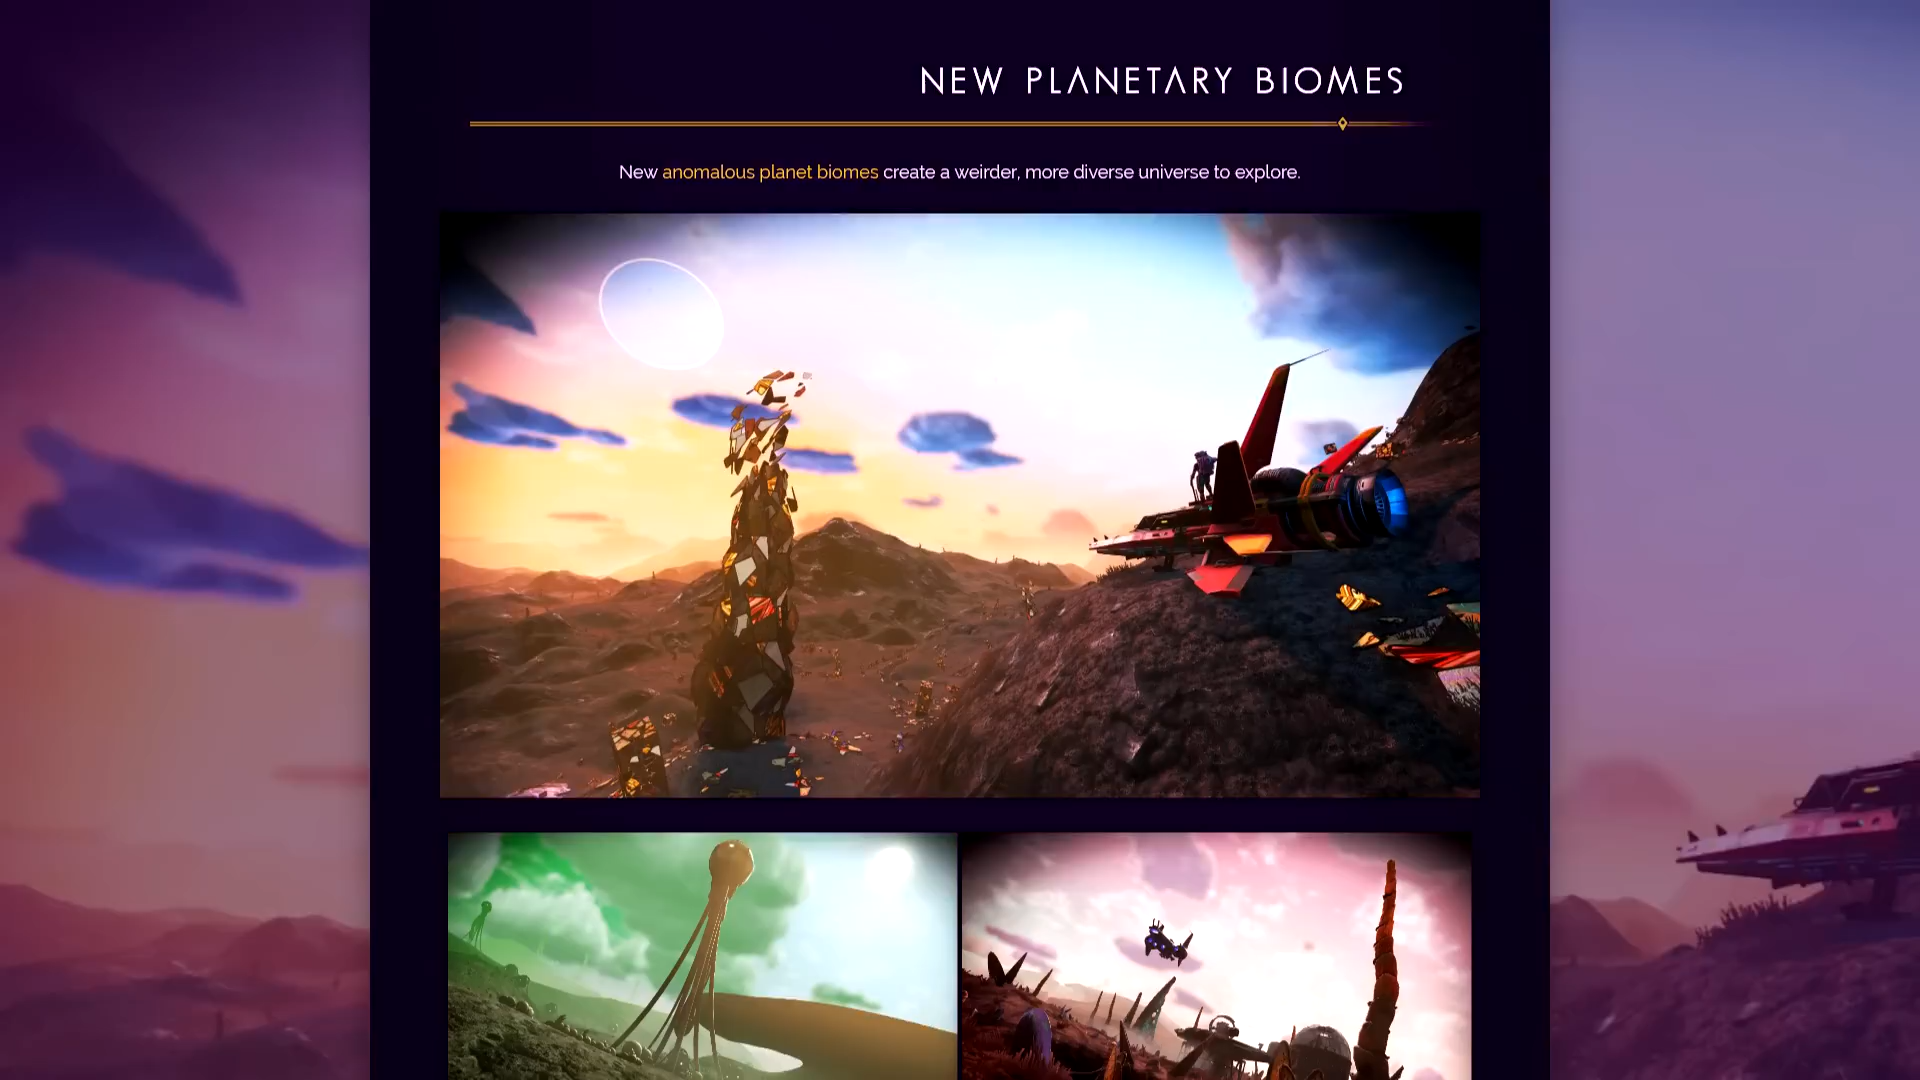 NEW PLANETARY BIOMES
New anomalous planet biomes create a weirder, more diverse universe to explore.